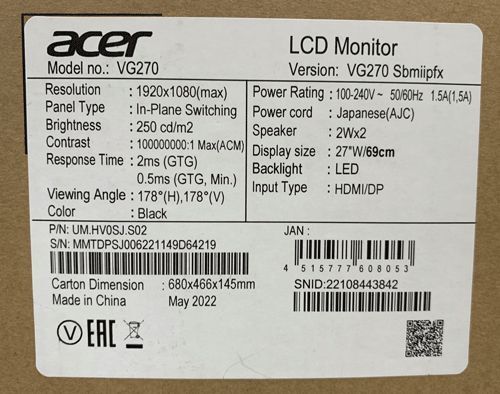 acer
LCD Monitor
Model no.: VG270
Version: VG270 Sbmiipfx
Resolution : 1920x1080(max)
Panel Type : In-Plane Switching
Brightness : 250 cd/m2
Contrast : 100000000:1 Max(ACM)
Response Time : 2ms (GTG)
0.5ms (GTG, Min.)
Viewing Angle : 178°(H),178°(V)
Color : Black
Power Rating : 100-240V~ 50/60Hz 1.5A(1,5A)
Power cord : Japanese(AJC)
Speaker : 2Wx2
Display size : 27"W/69cm
Backlight : LED
Input Type : HDMI/DP
P/N: UM.HV0SJ.S02
S/N: MMTDPSJ006221149D64219
JAN :
4 515777 608053
Carton Dimension : 680x466x145mm
Made in China May 2022
SNID:22108443842
V EAC